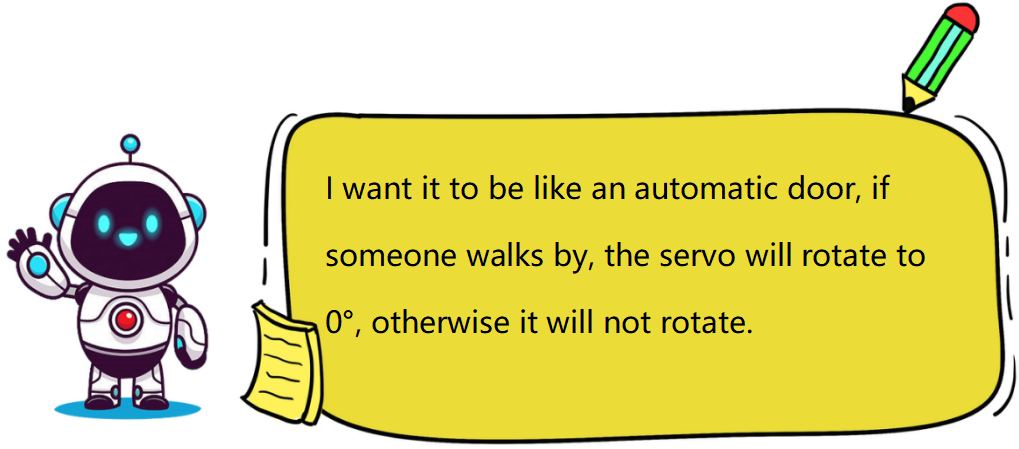 I want it to be like an automatic door, if
someone walks by, the servo will rotate to
0°, otherwise it will not rotate.